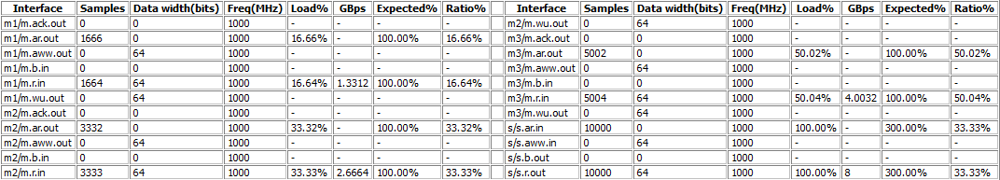 Interface Samples Data width(bits) Freq(MHz) Load% GBps Expected% Ratio% Interface Samples Data width(bits) Freq(MHz) Load% GBps Expected% Ratio%
m1/m.ack.out 0 0 1000 - - - - m2/m.wu.out 0 64 1000 - - - -
m1/m.ar.out 1666 0 1000 16.66% - 100.00% 16.66% m3/m.ack.out 0 0 1000 - - - -
m1/m.aww.out 0 64 1000 - - - - m3/m.ar.out 5002 0 1000 50.02% - 100.00% 50.02%
m1/m.b.in 0 0 1000 - - - - m3/m.aww.out 0 64 1000 - - - -
m1/m.r.in 1664 64 1000 16.64% 1.3312 100.00% 16.64% m3/m.b.in 0 0 1000 - - - -
m1/m.wu.out 0 64 1000 - - - - m3/m.r.in 5004 64 1000 50.04% 4.0032 100.00% 50.04%
m2/m.ack.out 0 0 1000 - - - - m3/m.wu.out 0 64 1000 - - - -
m2/m.ar.out 3332 0 1000 33.32% - 100.00% 33.32% s/s.ar.in 10000 0 1000 100.00% - 300.00% 33.33%
m2/m.aww.out 0 64 1000 - - - - s/s.aww.in 0 64 1000 - - - -
m2/m.b.in 0 0 1000 - - - - s/s.b.out 0 0 1000 - - - -
m2/m.r.in 3333 64 1000 33.33% 2.6664 100.00% 33.33% s/s.r.out 10000 64 1000 100.00% 8 300.00% 33.33%